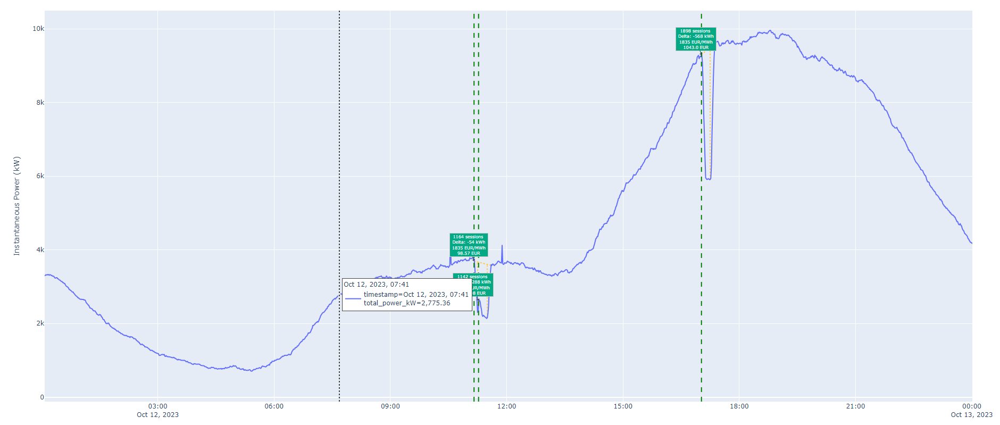 Instantaneous Power (kW)
10k
8k
6k
4k
2k
0
1898 sessions
Delta: -568 kWh
1835 EUR/MWh
1043.0 EUR
1164 sessions
Delta: -54 kWh
1835 EUR/MWh
98.57 EUR
1142 sessions
288 kWh
UR/MWh
8 EUR
Oct 12, 2023, 07:41
timestamp=Oct 12, 2023, 07:41
total_power_kW=2,775.36
03:00
Oct 12, 2023
06:00
09:00
12:00
15:00
18:00
21:00
00:00
Oct 13, 2023